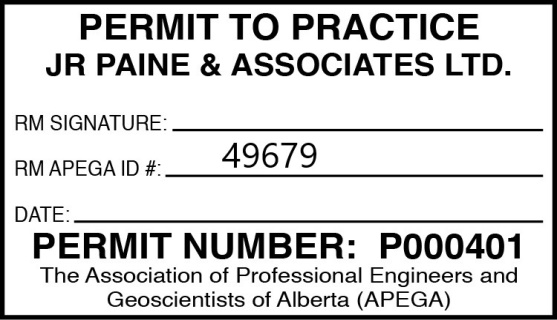 PERMIT TO PRACTICE
JR PAINE & ASSOCIATES LTD.
RM SIGNATURE:
RM APEGA ID #: 49679
DATE:
PERMIT NUMBER: P000401
The Association of Professional Engineers and
Geoscientists of Alberta (APEGA)